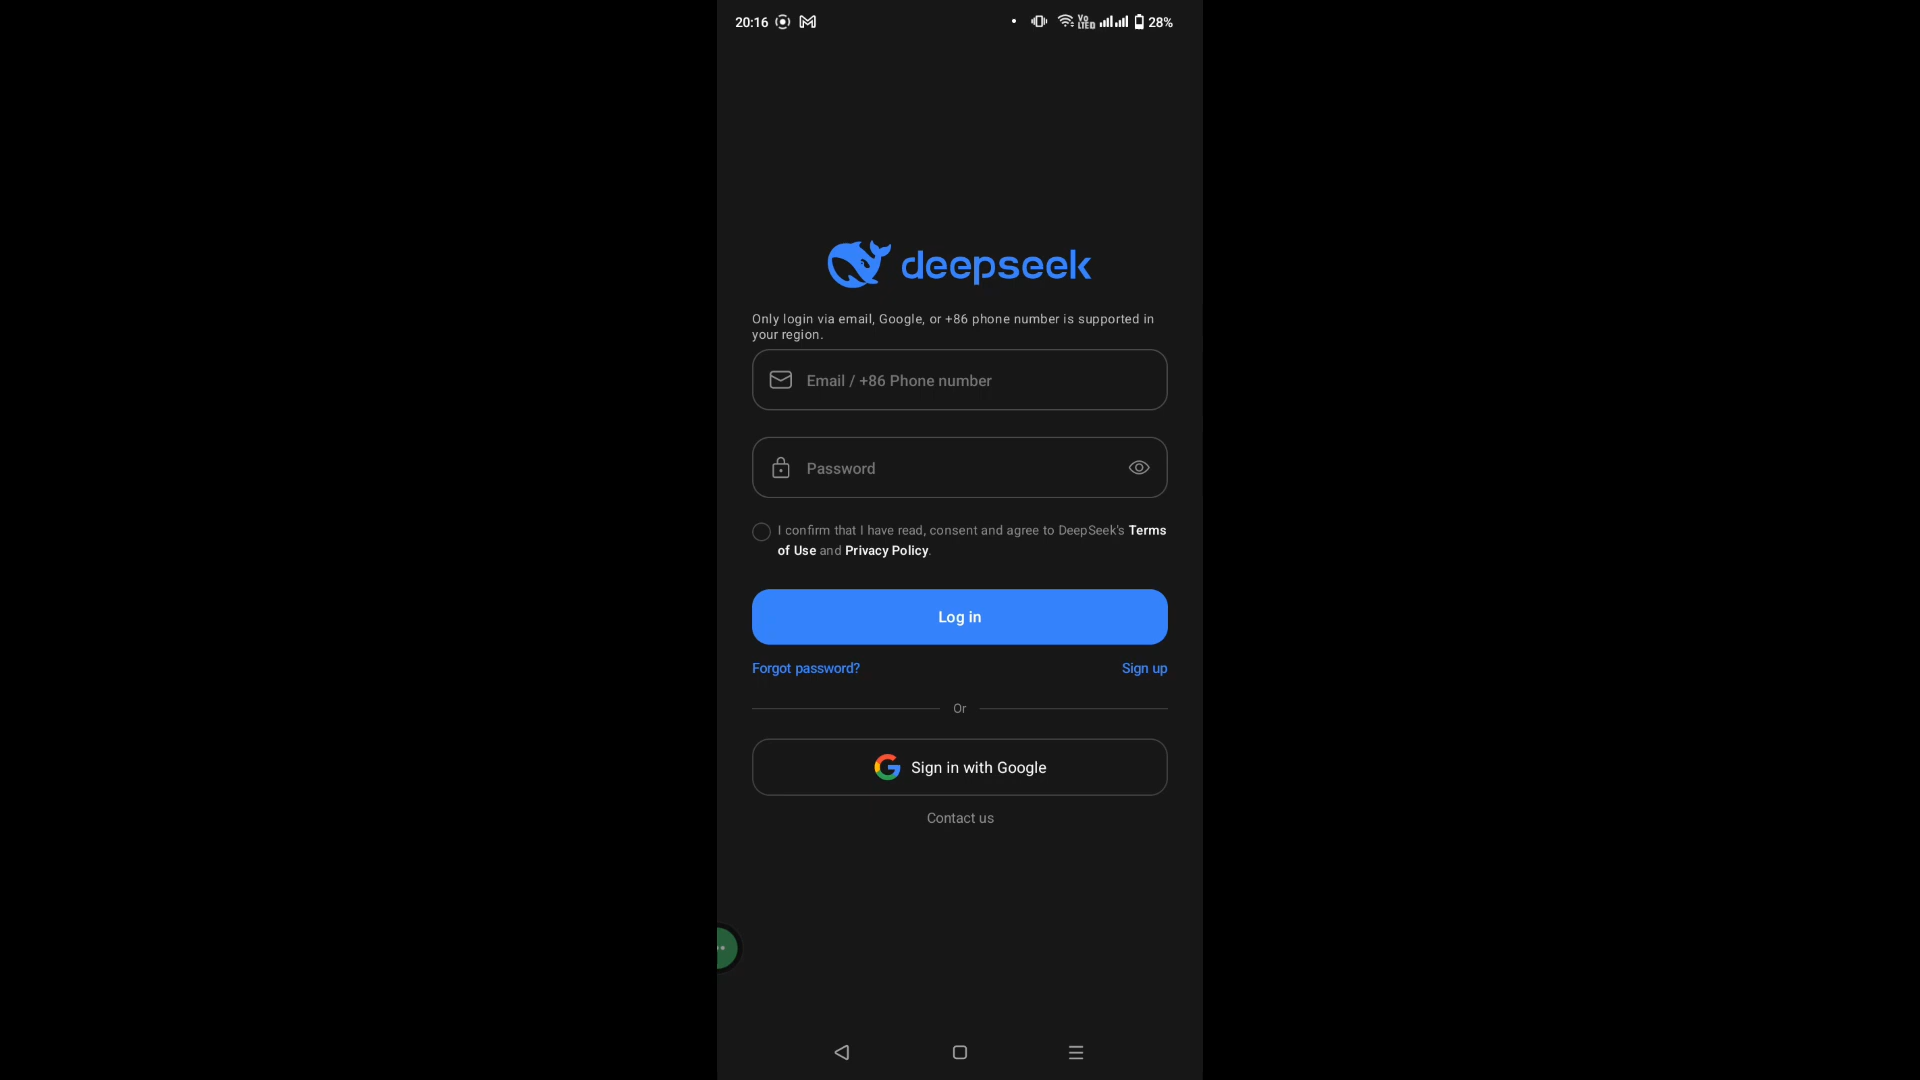 20:16 Vo LTE 28%
deepseek
Only login via email, Google, or +86 phone number is supported in
your region.
Email / +86 Phone number
Password
I confirm that I have read, consent and agree to DeepSeek's Terms
of Use and Privacy Policy.
Log in
Forgot password? Sign up
Or
Sign in with Google
Contact us